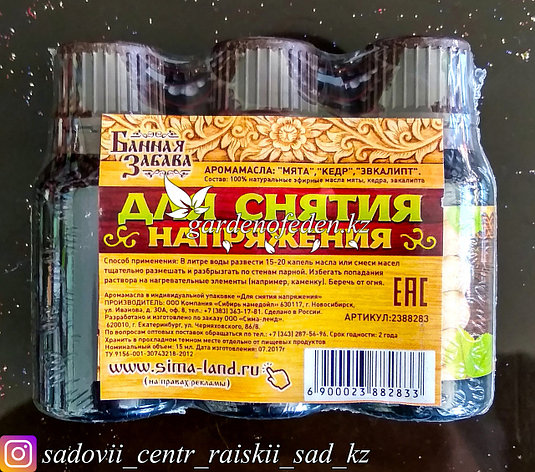 БАННАЯ
ЗАБАВА
АРОМАМАСЛА: "МЯТА","КЕДР","ЭВКАЛИПТ".
Состав: 100% натуральные эфирные масла мяты, кедра, эвкалипта
ДЛЯ СНЯТИЯ
gardenofeden.kz
НАПРЯЖЕНИЯ
Способ применения: В литре воды развести 15-20 капель масла или смеси масел
тщательно размешать и разбрызгать по стенам парной. Избегать попадания
раствора на нагревательные элементы (например, каменку). Беречь от огня.
Аромамасла в индивидуальной упаковке «Для снятия напряжения»
ПРОИЗВОДИТЕЛЬ: ООО Компания «Сибирь намедойл» 630117, г. Новосибирск,
ул. Иванова, д. 30А, оф. 8, тел. +7 (383) 363-17-81. Сделано в России.
Разработано и изготовлено по заказу ООО «Сима-ленд».
620010, г. Екатеринбург, ул. Черняховского, 86/8.
По вопросам оптовых поставок обращаться по тел.: +7 (343) 287-56-96. Срок годности: 2 года
Хранить в прохладном темном месте отдельно от пищевых продуктов
Номинальный объем: 15 мл. Дата изготовления: 07.2017г
ТУ 9156-001-30743218-2012
ЕАС
АРТИКУЛ:2388283
www.sima-land.ru
(на правах рекламы)
6 900023 882833
sadovii_centr_raiskii_sad_kz